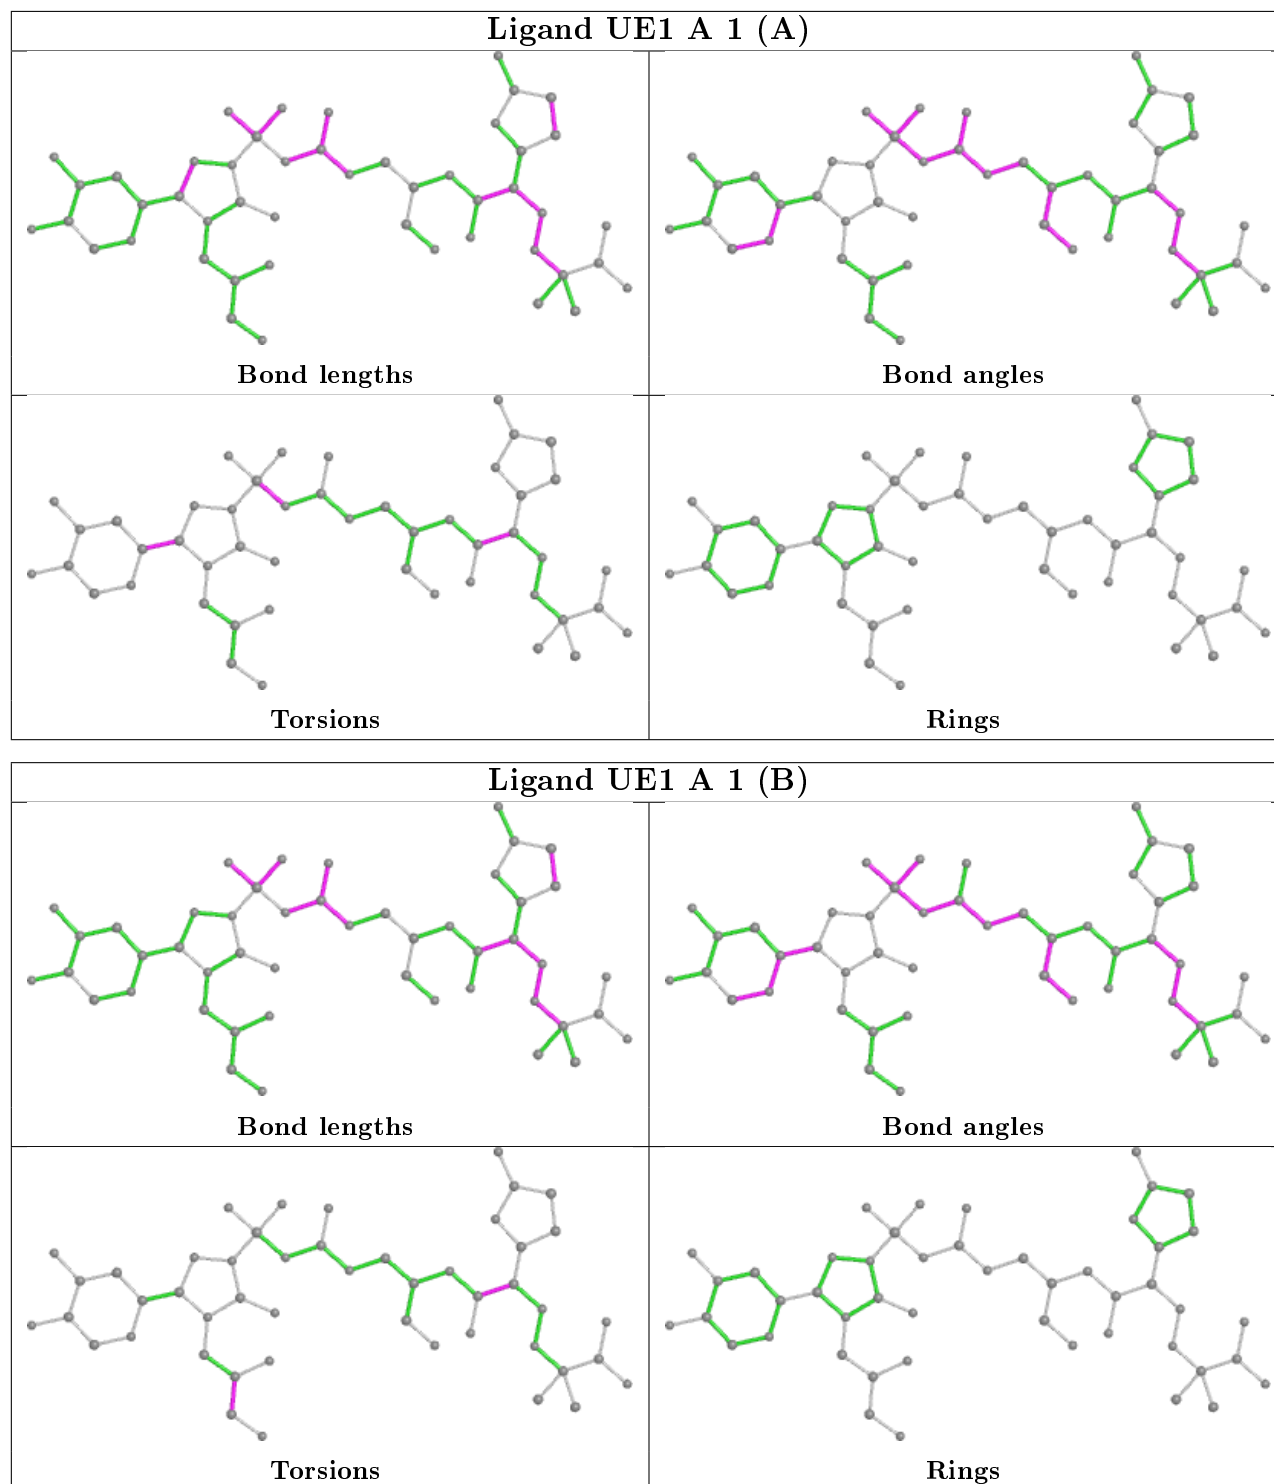 Ligand UE1 A 1 (A)
Bond lengths
Bond angles
Torsions
Rings
Ligand UE1 A 1 (B)
Bond lengths
Bond angles
Torsions
Rings